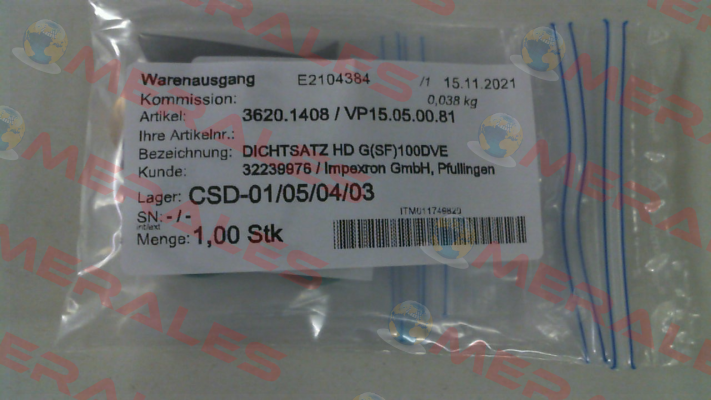 Warenausgang E2104384 /1 15.11.2021
Kommission: 0,038 kg
Artikel: 3620.1408 / VP15.05.00.81
Ihre Artikelnr.:
Bezeichnung: DICHTSATZ HD G(SF)100DVE
Kunde: 32239976 / Impexron GmbH, Pfullingen
Lager: CSD-01/05/04/03
SN: - / -
Inland
Menge: 1,00 Stk
MERALES